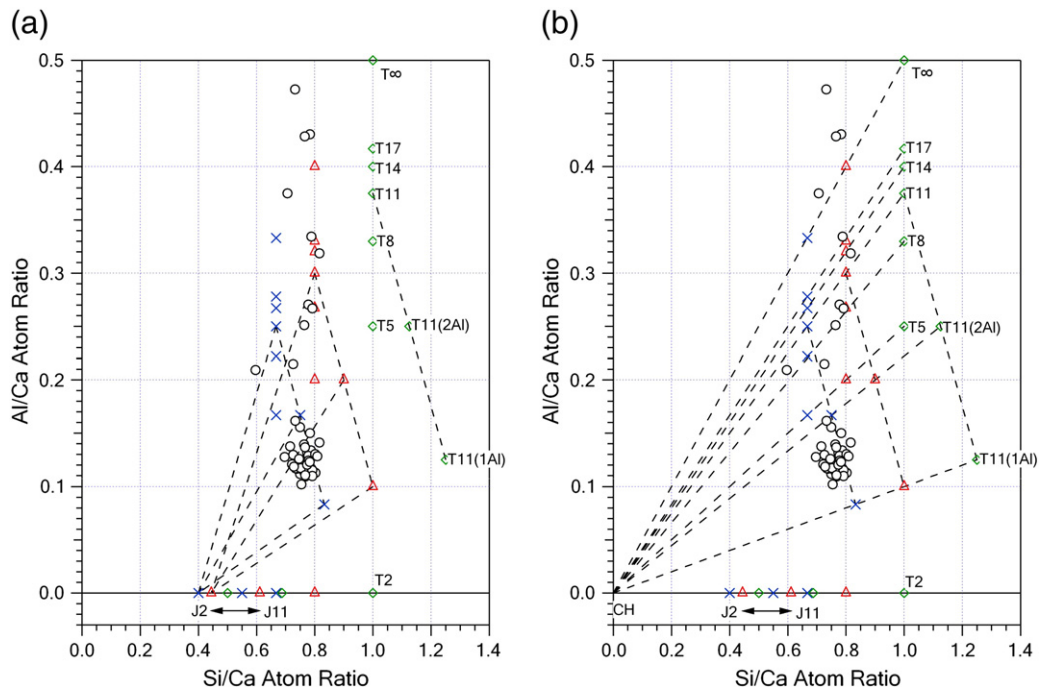 (a)
0.5
0.4
0.3
0.2
0.1
0.0
Al/Ca Atom Ratio
T∞
T17
T14
T11
T8
T5
T11(2Al)
T11(1Al)
T2
J2
J11
0.0 0.2 0.4 0.6 0.8 1.0 1.2 1.4
Si/Ca Atom Ratio
(b)
0.5
0.4
0.3
0.2
0.1
0.0
Al/Ca Atom Ratio
T∞
T17
T14
T11
T8
T5
T11(2Al)
T11(1Al)
T2
CH
J2
J11
0.0 0.2 0.4 0.6 0.8 1.0 1.2 1.4
Si/Ca Atom Ratio